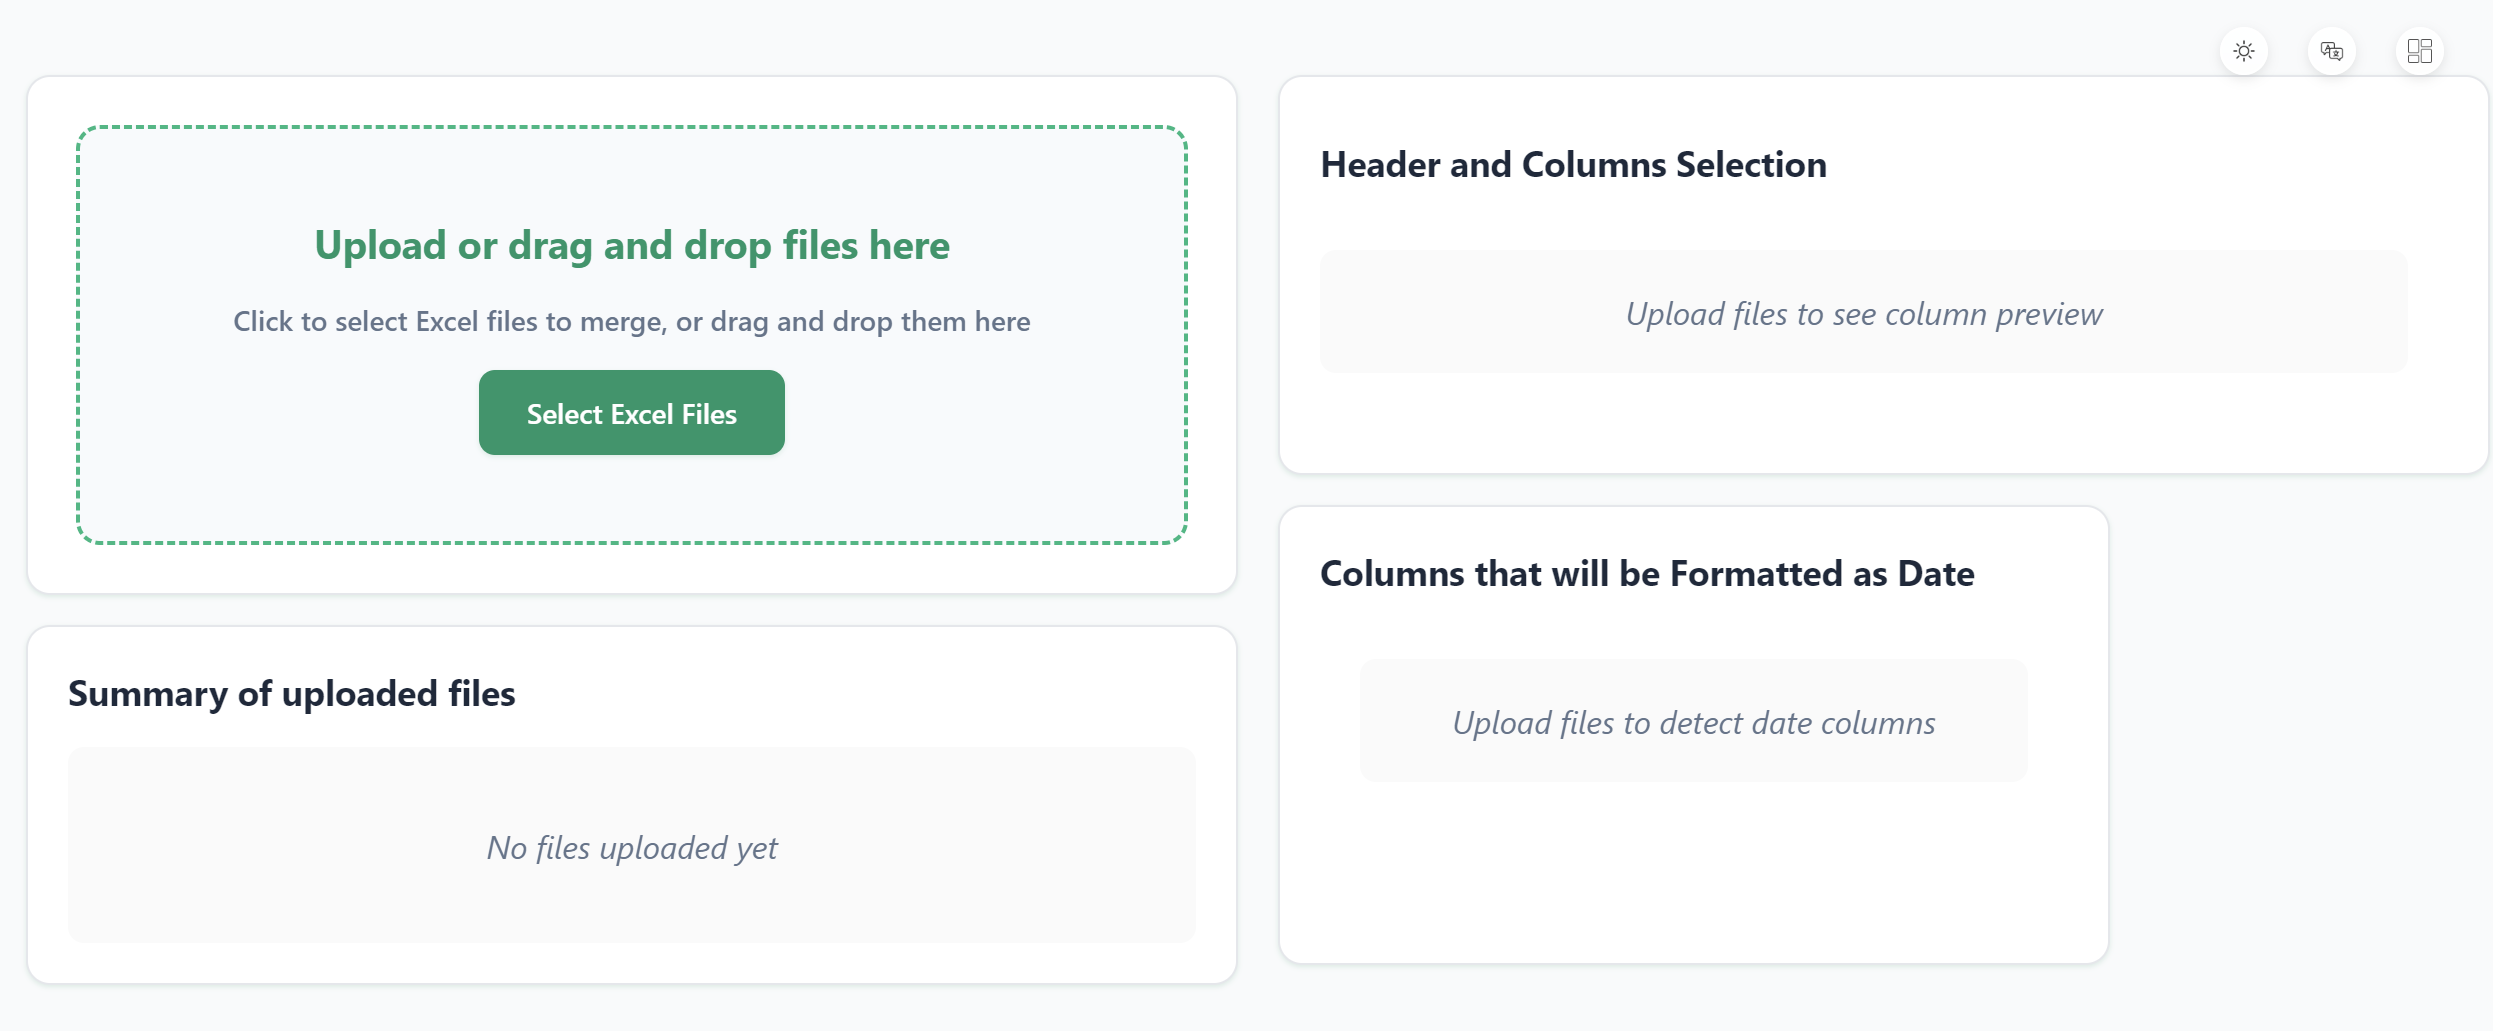 Upload or drag and drop files here
Click to select Excel files to merge, or drag and drop them here
Select Excel Files
Summary of uploaded files
No files uploaded yet
Header and Columns Selection
Upload files to see column preview
Columns that will be Formatted as Date
Upload files to detect date columns